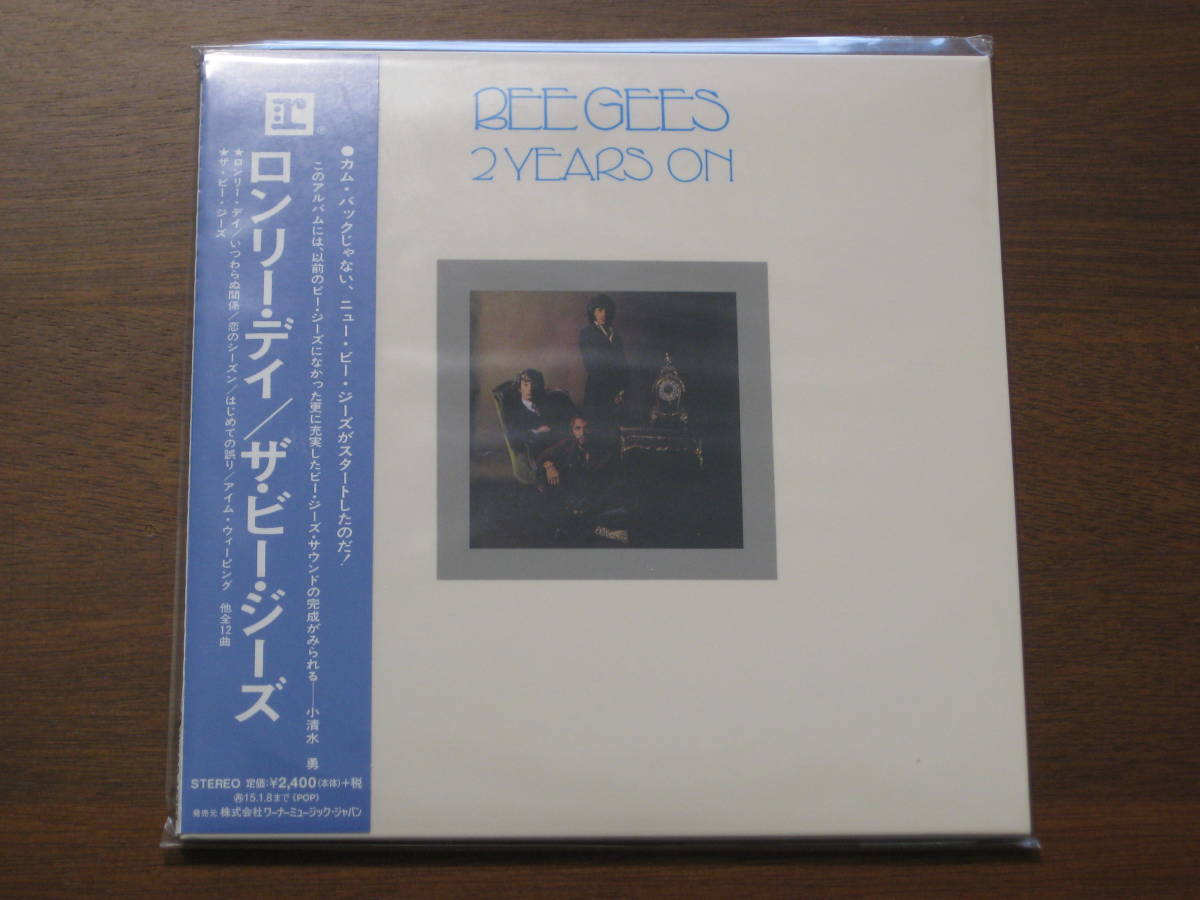 BEE GEES
2 YEARS ON
r
●カム・バックじゃない、ニュー・ビー・ジーズがスタートしたのだ!
このアルバムには、以前のビー・ジーズになかった更に充実したビー・ジーズ・サウンドの完成がみられる──小清水 勇
ロンリー・デイ/ザ・ビー・ジーズ
★ロンリー・デイ/いつわらぬ関係/恋のシーズン/はじめての誤り/アイム・ウィーピング 他全12曲
★ザ・ビー・ジーズ
STEREO 定価:¥2,400(本体)+税
Ⓡ15.1.8まで(POP)
発売元 株式会社ワーナーミュージック・ジャパン